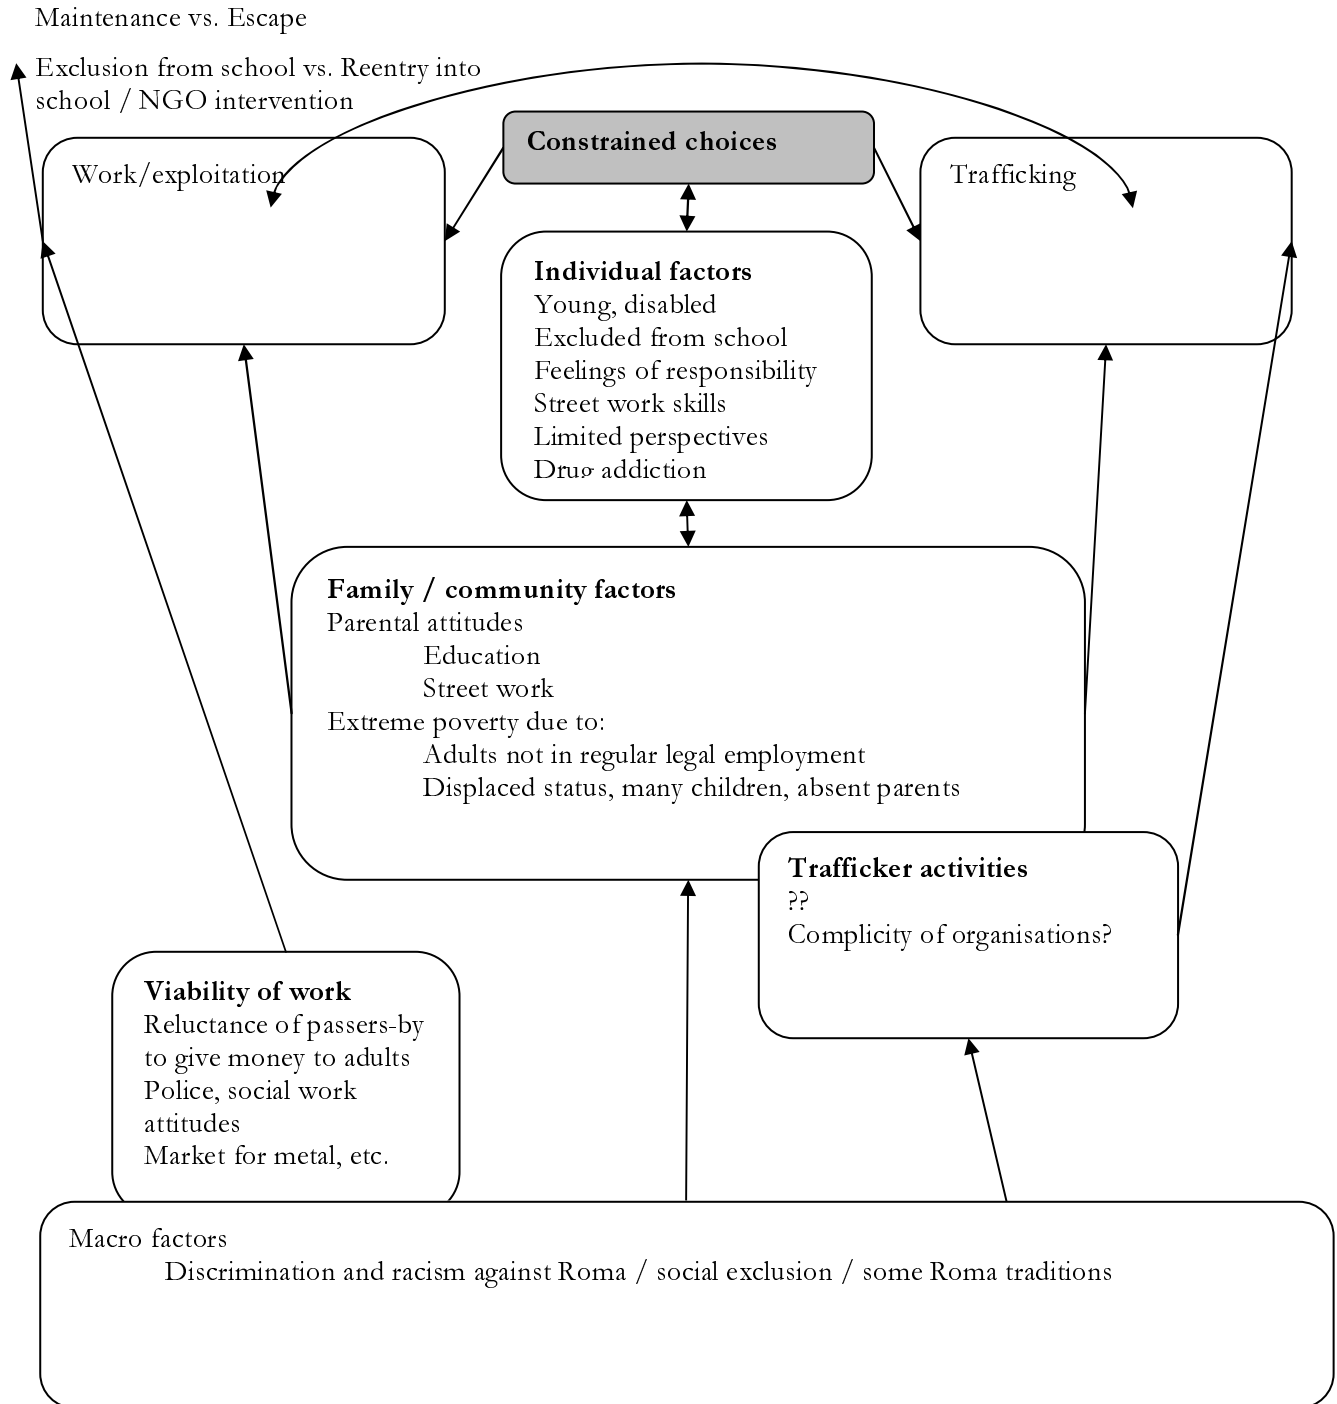 Maintenance vs. Escape
Exclusion from school vs. Reentry into
school / NGO intervention
Constrained choices
Work/exploitation
Trafficking
Individual factors
Young, disabled
Excluded from school
Feelings of responsibility
Street work skills
Limited perspectives
Drug addiction
Family / community factors
Parental attitudes
Education
Street work
Extreme poverty due to:
Adults not in regular legal employment
Displaced status, many children, absent parents
Trafficker activities
??
Complicity of organisations?
Viability of work
Reluctance of passers-by
to give money to adults
Police, social work
attitudes
Market for metal, etc.
Macro factors
Discrimination and racism against Roma / social exclusion / some Roma traditions